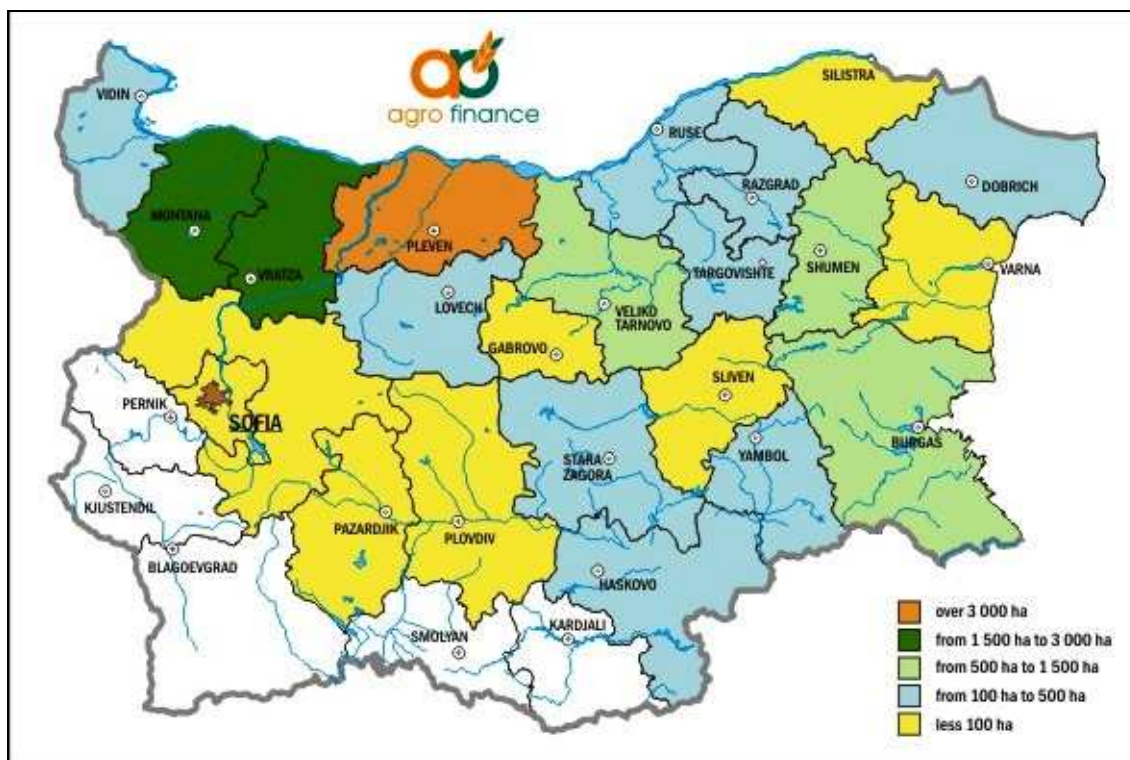 agro finance
SILISTRA
VIDIN
RUSE
RAZGRAD
DOBRICH
MONTANA
PLEVEN
VRATZA
TARGOVISHTE
SHUMEN
VARNA
LOVECH
VELIKO
TARNOVO
GABROVO
SLIVEN
PERNIK
SOFIA
BURGAS
STARA
ZAGORA
YAMBOL
KJUSTENDIL
PAZARDJIK
PLOVDIV
BLAGOEVGRAD
HASKOVO
SMOLYAN
KARDJALI
over 3 000 ha
from 1 500 ha to 3 000 ha
from 500 ha to 1 500 ha
from 100 ha to 500 ha
less 100 ha